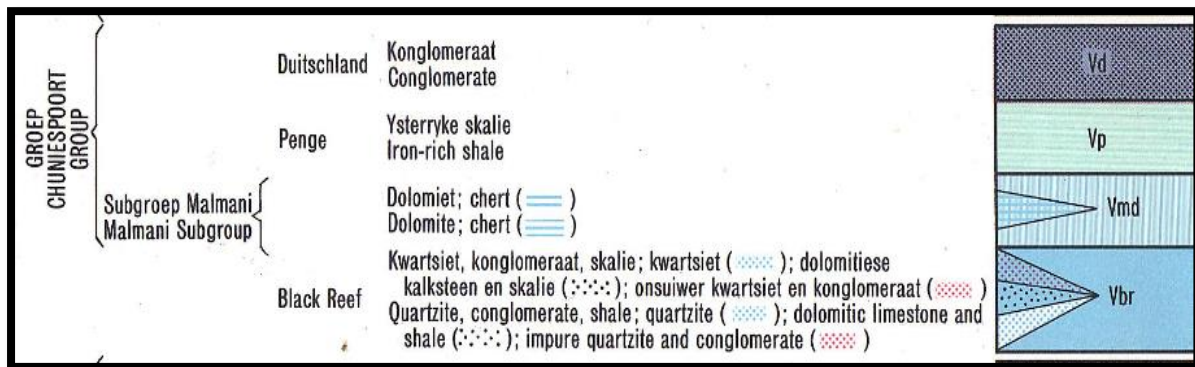 GROEP
CHUNIESPOORT
GROUP
Duitschland
Konglomeraat
Conglomerate
Vd
Penge
Ysterryke skalie
Iron-rich shale
Vp
Subgroep Malmani
Malmani Subgroup
Dolomiet; chert ( )
Dolomite; chert ( )
Vmd
Black Reef
Kwartsiet, konglomeraat, skalie; kwartsiet ( ); dolomitiese
kalksteen en skalie ( ); onsuiwer kwartsiet en konglomeraat ( )
Quartzite, conglomerate, shale; quartzite ( ); dolomitic limestone and
shale ( ); impure quartzite and conglomerate ( )
Vbr